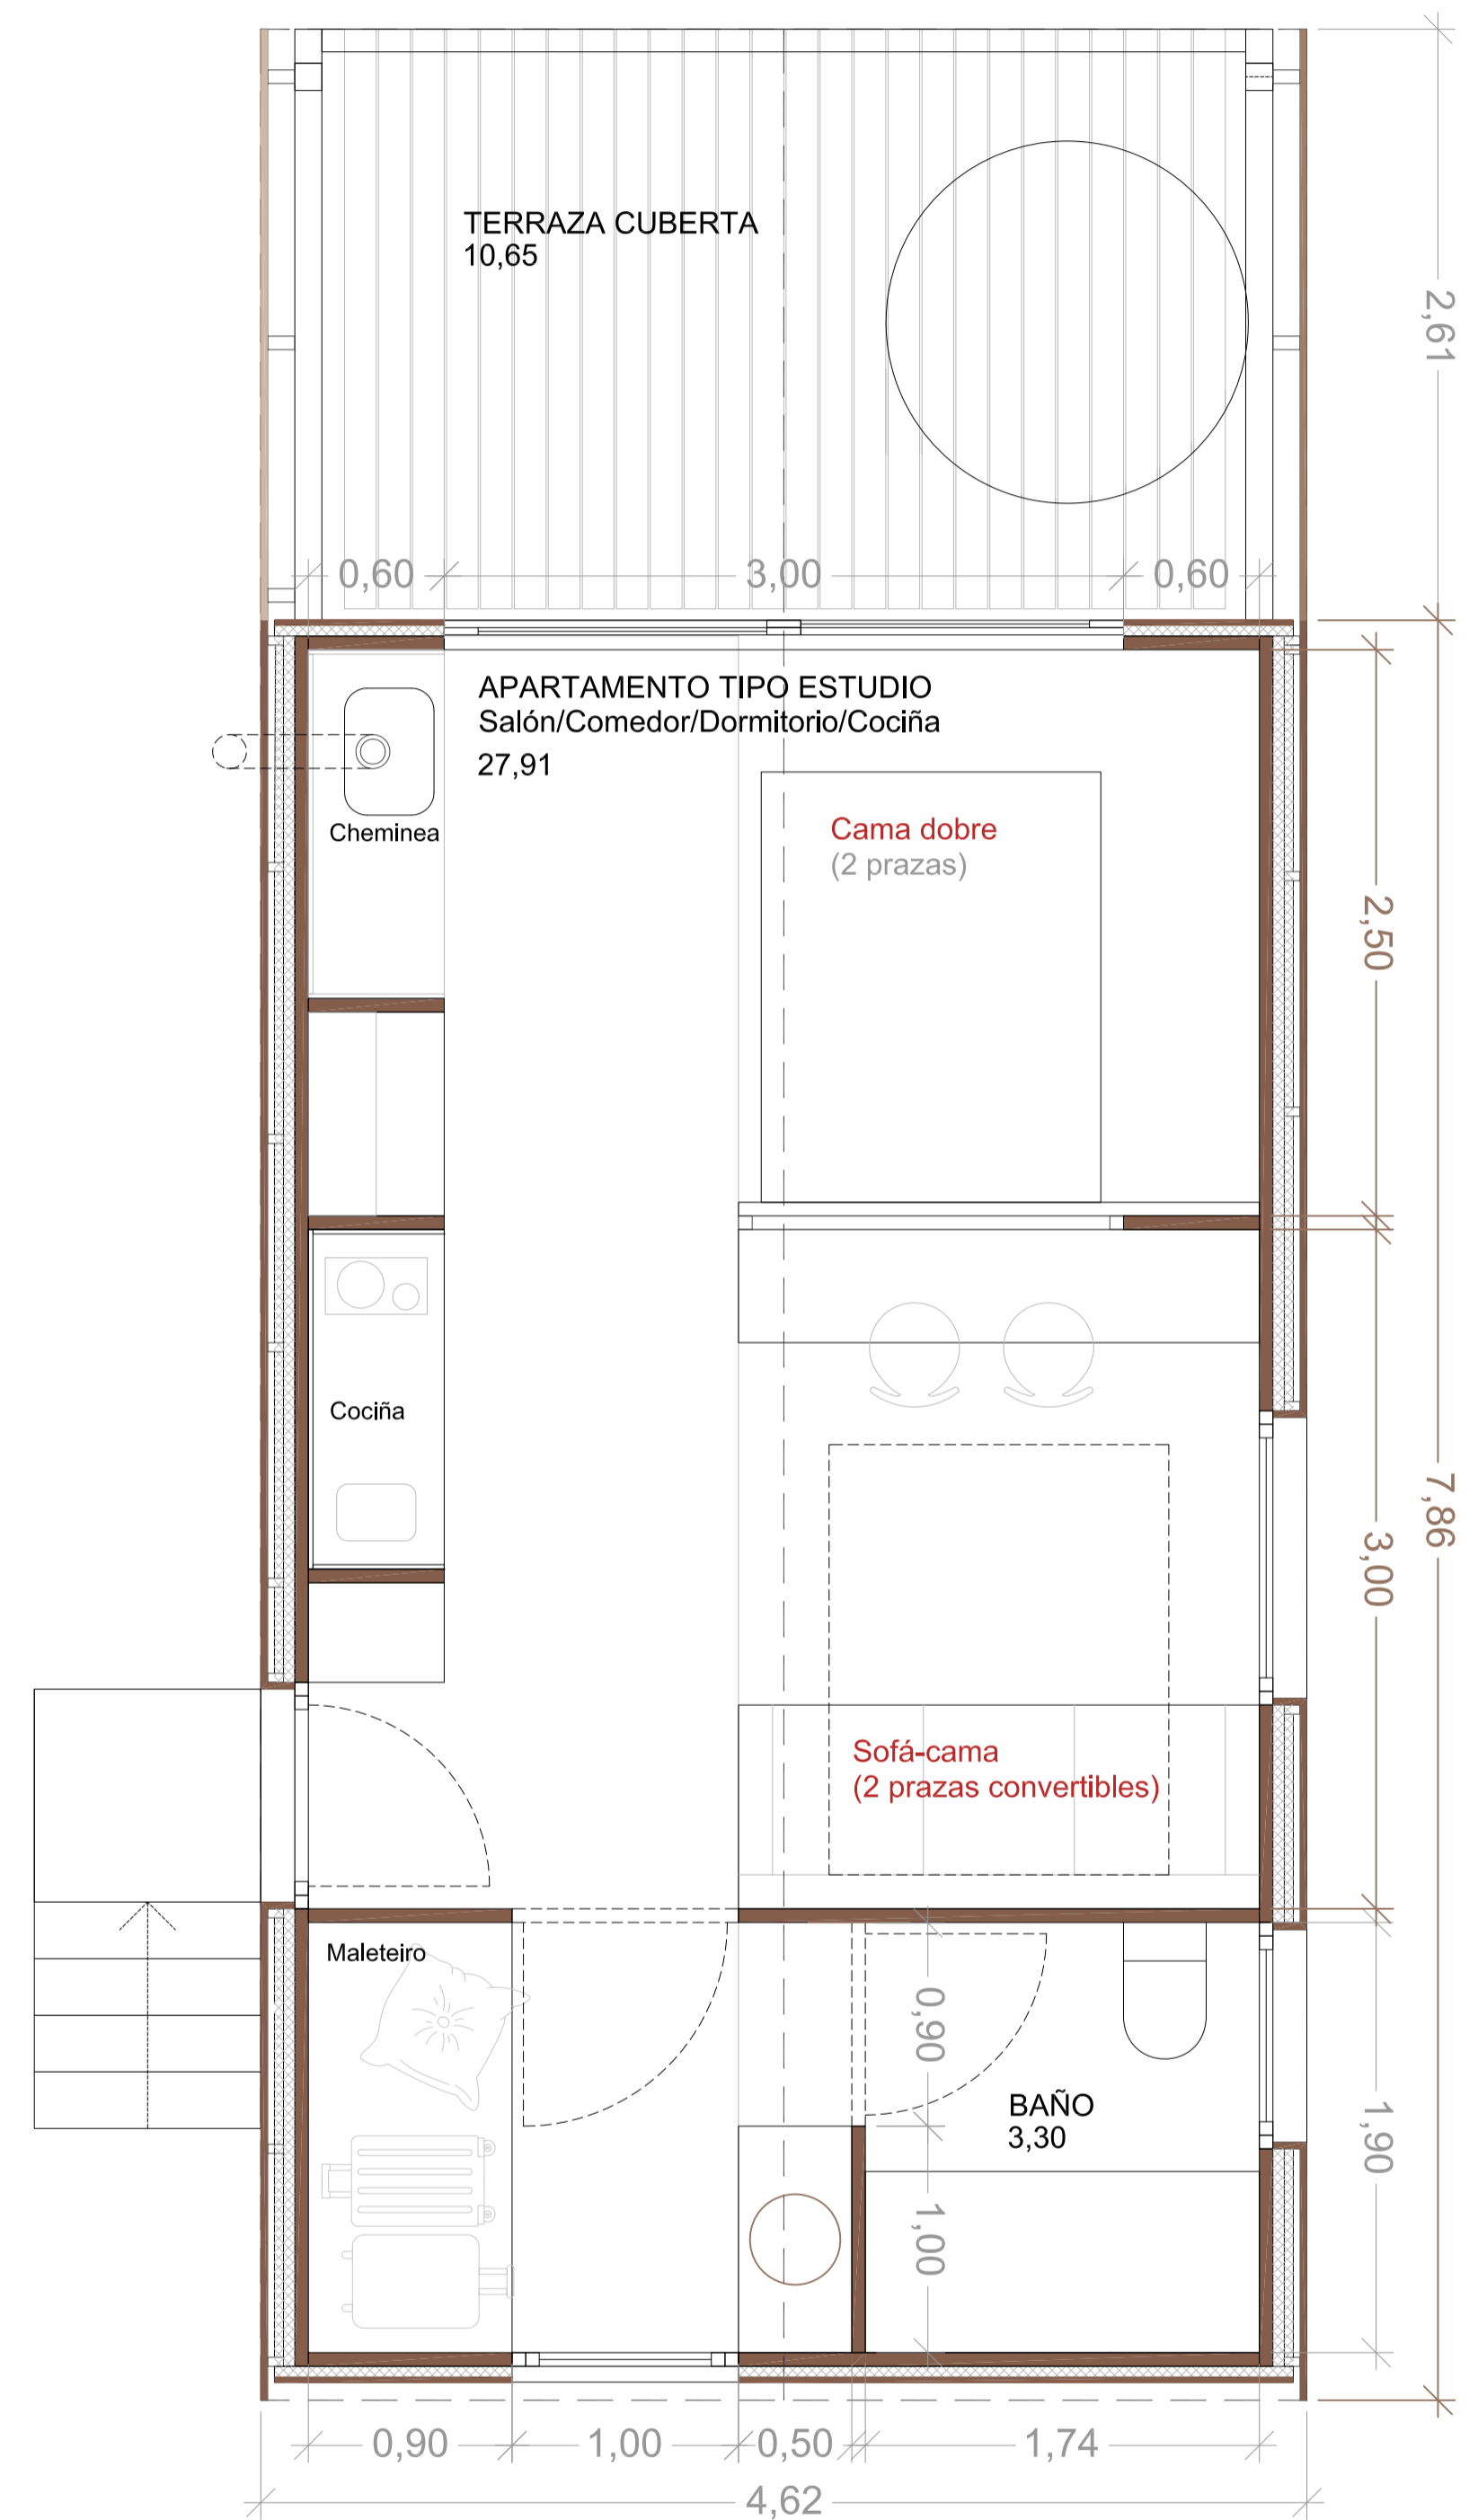 TERRAZA CUBERTA
10,65
2,61
0,60
3,00
0,60
APARTAMENTO TIPO ESTUDIO
Salón/Comedor/Dormitorio/Cociña
27,91
Cheminea
Cama dobre
(2 prazas)
2,50
Cociña
7,86
3,00
Sofá-cama
(2 prazas convertibles)
Maleteiro
0,90
BAÑO
3,30
1,90
1,00
0,90
1,00
0,50
1,74
4,62